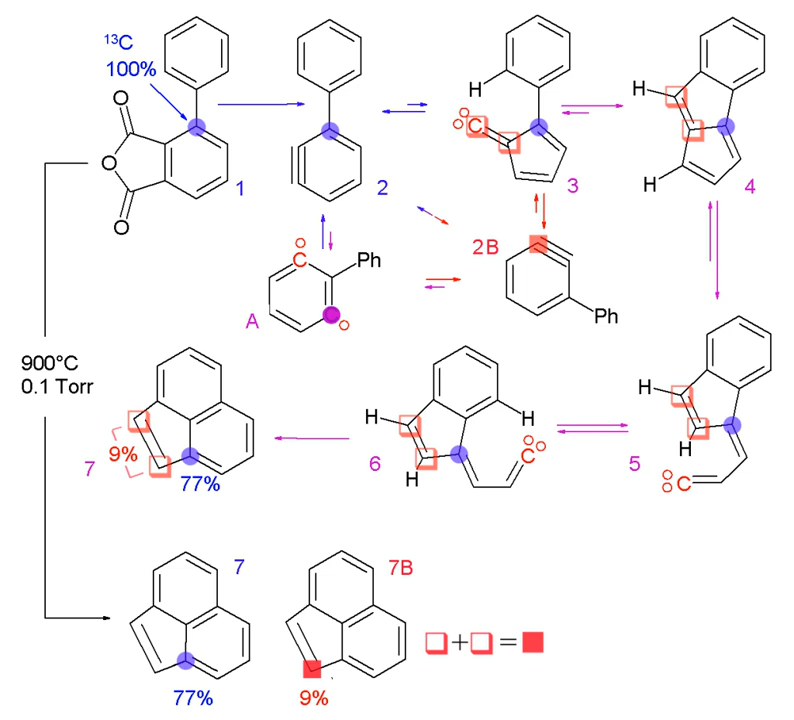 13C
100%
O
O
O
1
2
H
C
3
H
H
4
C
Ph
A
2B
Ph
900°C
0.1 Torr
9%
7
77%
H
H
H
C
6
H
H
C
5
7
77%
7B
9%
+ =